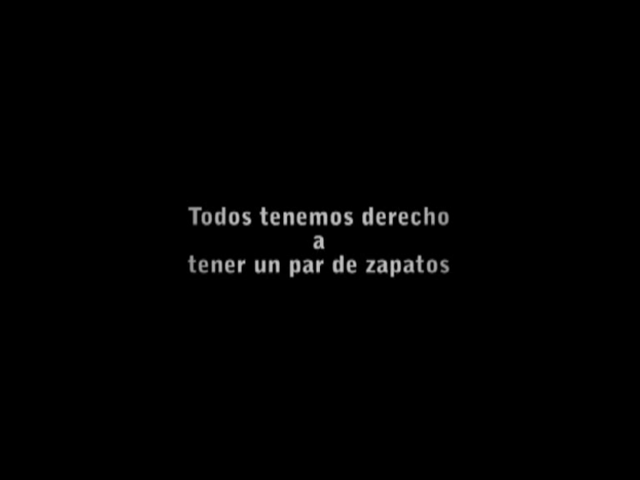 Todos tenemos derecho
a
tener un par de zapatos